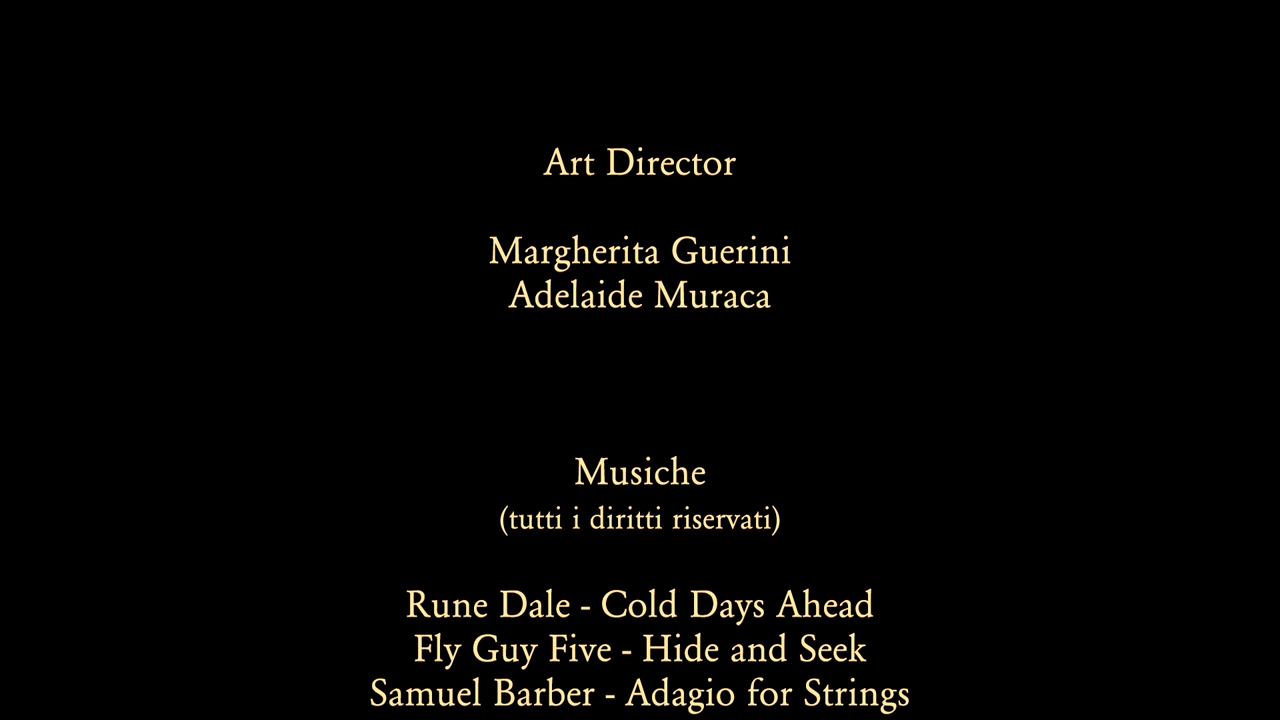 Art Director
Margherita Guerini
Adelaide Muraca
Musiche
(tutti i diritti riservati)
Rune Dale - Cold Days Ahead
Fly Guy Five - Hide and Seek
Samuel Barber - Adagio for Strings